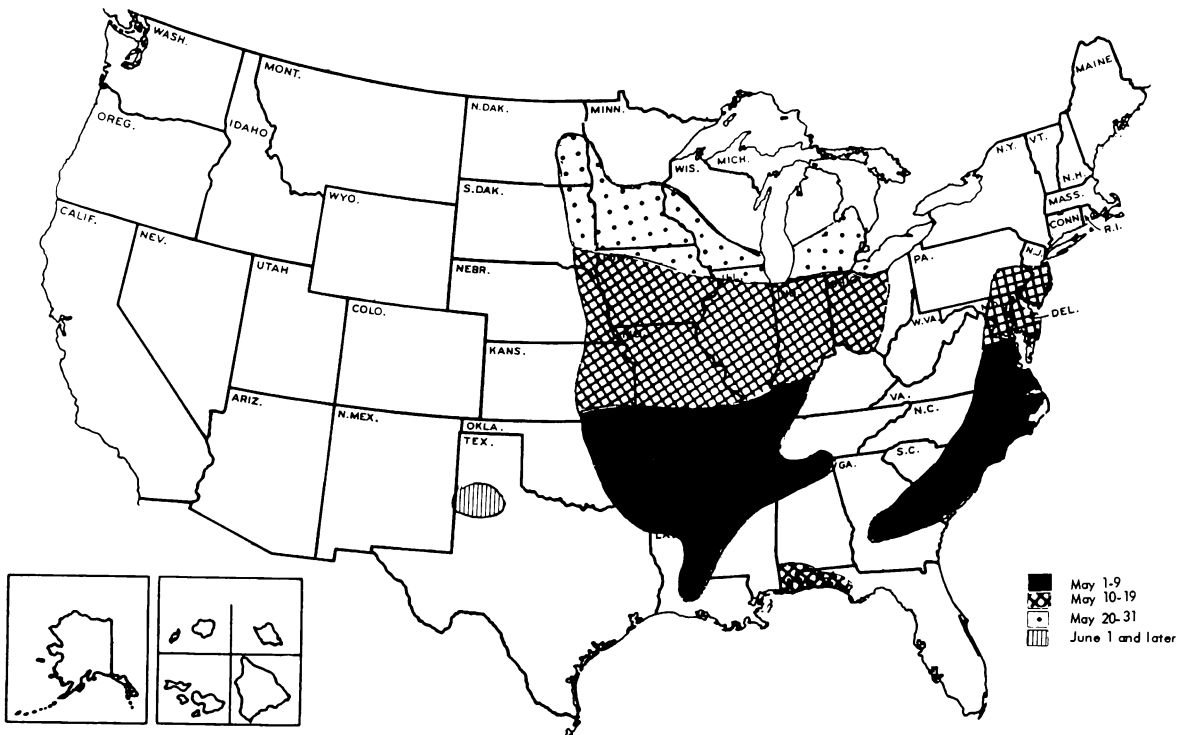 WASH.
MONT.
N.DAK.
MINN.
MAINE
OREG.
IDAHO
WIS.
MICH.
N.Y.
VT.
N.H.
MASS.
CONN
R.I.
S.DAK.
WYO.
CALIF.
NEV.
UTAH
NEBR.
PA.
N.J.
COLO.
W.VA.
DEL.
KANS.
VA.
ARIZ.
N.MEX.
OKLA.
N.C.
TEX.
GA.
S.C.
May 1-9
May 10-19
May 20-31
June 1 and later